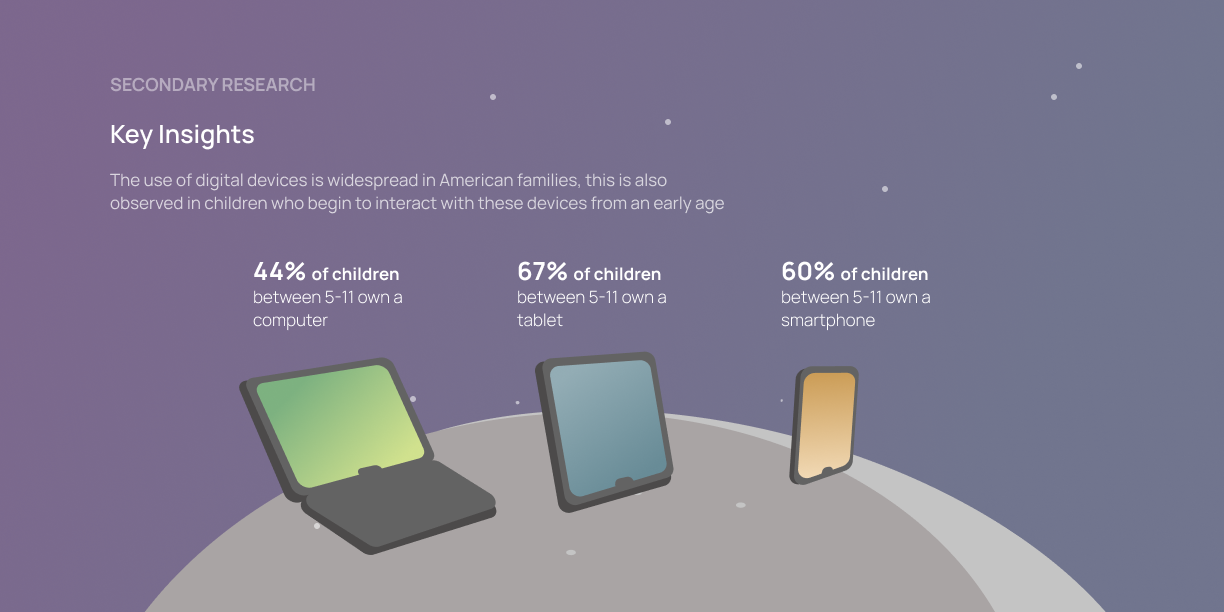 SECONDARY RESEARCH
Key Insights
The use of digital devices is widespread in American families, this is also
observed in children who begin to interact with these devices from an early age
44% of children
between 5-11 own a
computer
67% of children
between 5-11 own a
tablet
60% of children
between 5-11 own a
smartphone